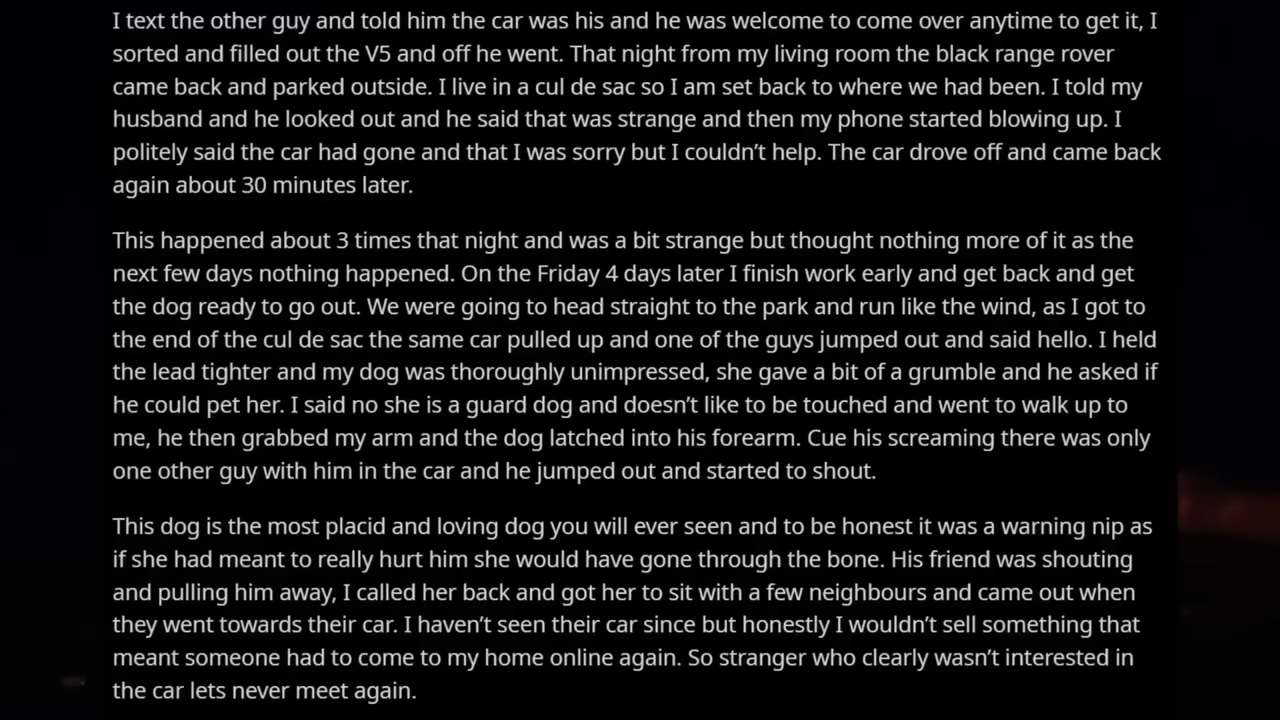 I text the other guy and told him the car was his and he was welcome to come over anytime to get it, I
sorted and filled out the V5 and off he went. That night from my living room the black range rover
came back and parked outside. I live in a cul de sac so I am set back to where we had been. I told my
husband and he looked out and he said that was strange and then my phone started blowing up. I
politely said the car had gone and that I was sorry but I couldn’t help. The car drove off and came back
again about 30 minutes later.
This happened about 3 times that night and was a bit strange but thought nothing more of it as the
next few days nothing happened. On the Friday 4 days later I finish work early and get back and get
the dog ready to go out. We were going to head straight to the park and run like the wind, as I got to
the end of the cul de sac the same car pulled up and one of the guys jumped out and said hello. I held
the lead tighter and my dog was thoroughly unimpressed, she gave a bit of a grumble and he asked if
he could pet her. I said no she is a guard dog and doesn’t like to be touched and went to walk up to
me, he then grabbed my arm and the dog latched into his forearm. Cue his screaming there was only
one other guy with him in the car and he jumped out and started to shout.
This dog is the most placid and loving dog you will ever seen and to be honest it was a warning nip as
if she had meant to really hurt him she would have gone through the bone. His friend was shouting
and pulling him away, I called her back and got her to sit with a few neighbours and came out when
they went towards their car. I haven’t seen their car since but honestly I wouldn’t sell something that
meant someone had to come to my home online again. So stranger who clearly wasn’t interested in
the car lets never meet again.